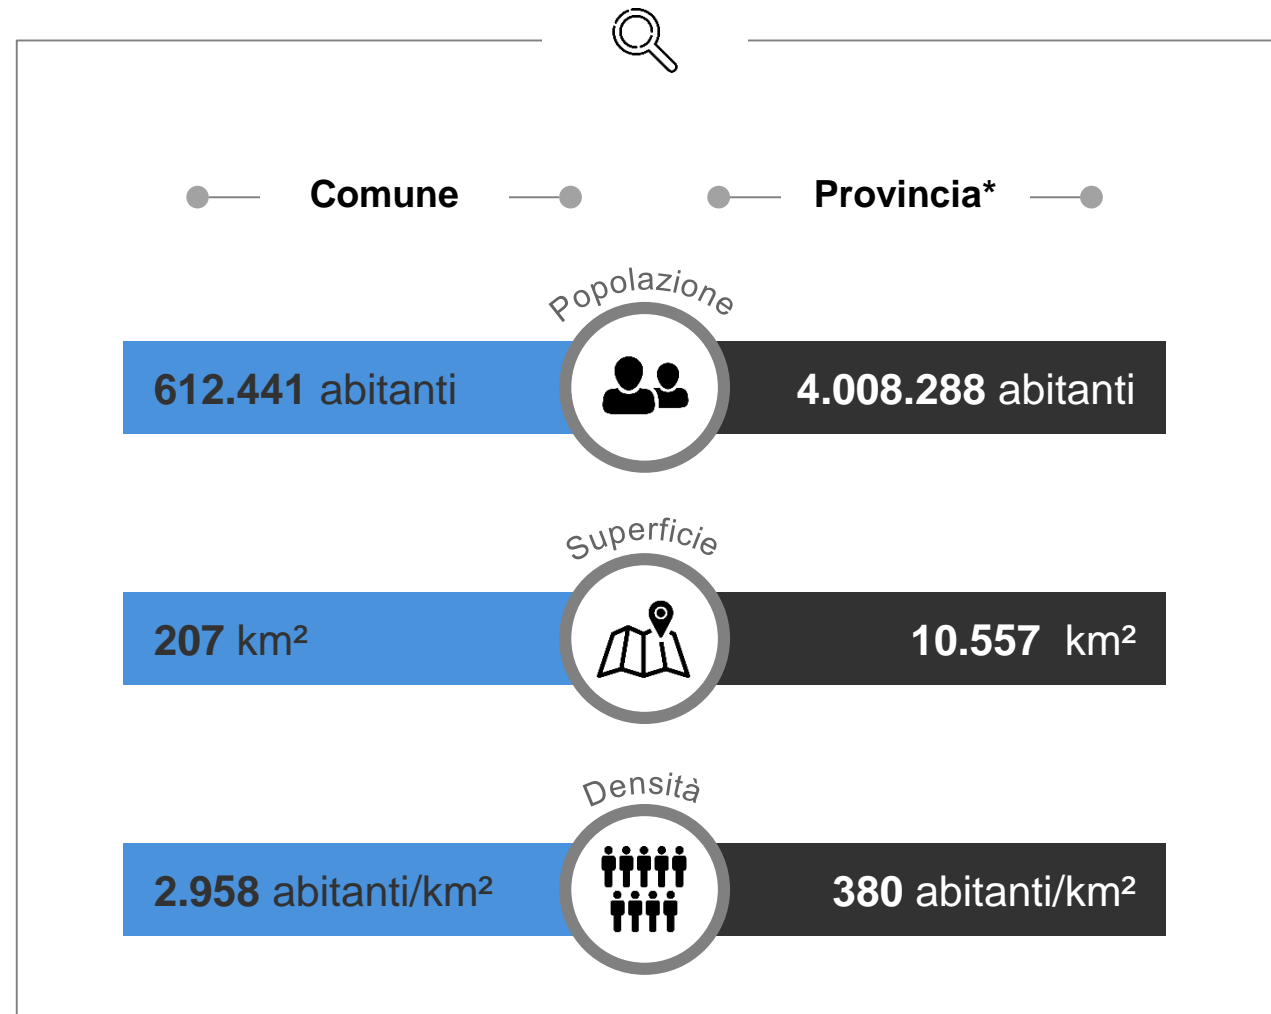 Comune
Provincia*
Popolazione
612.441 abitanti
4.008.288 abitanti
Superficie
207 km²
10.557 km²
Densità
2.958 abitanti/km²
380 abitanti/km²